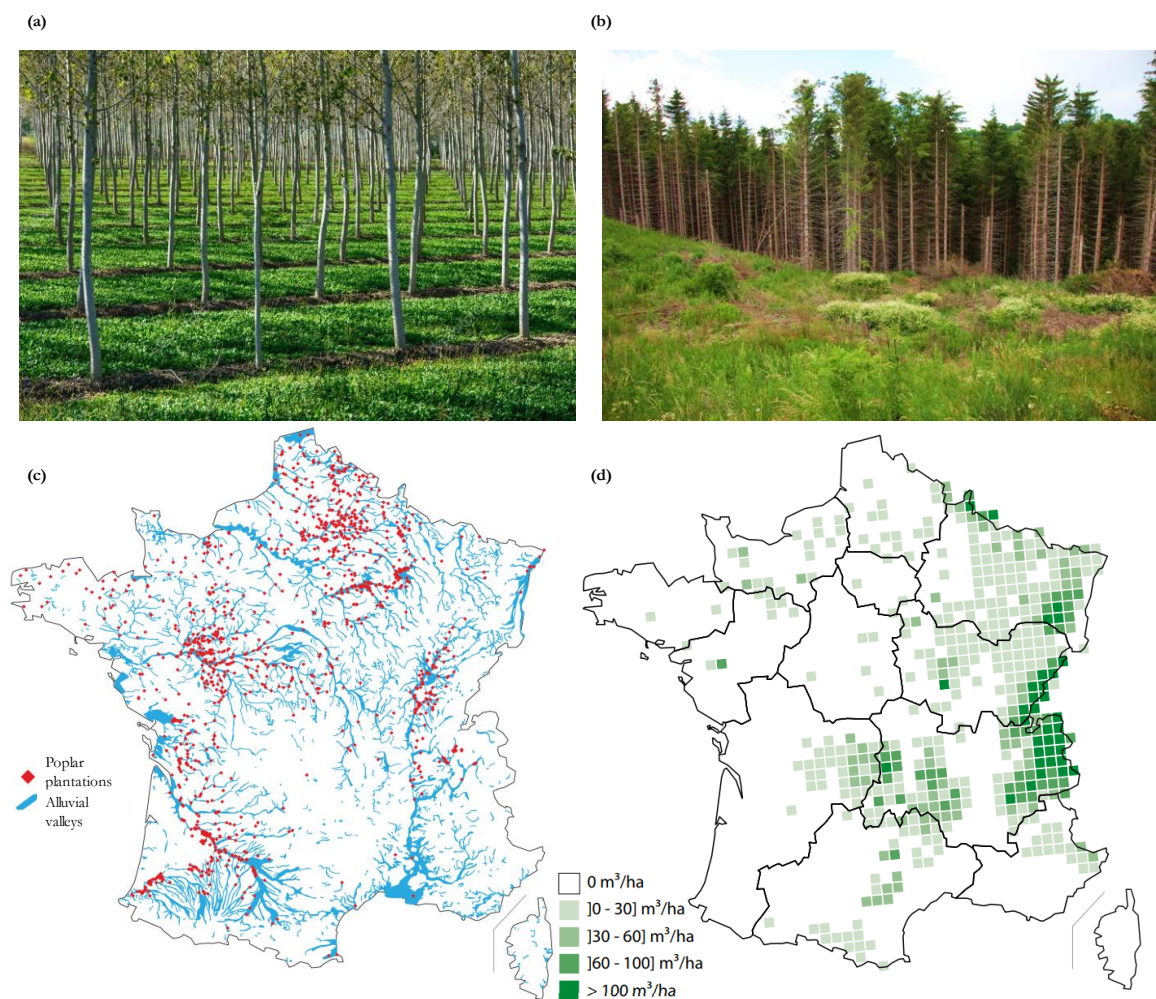 (a)
(b)
(c)
(d)
Poplar
plantations
Alluvial
valleys
0 m³/ha
]0 - 30] m³/ha
]30 - 60] m³/ha
]60 - 100] m³/ha
> 100 m³/ha